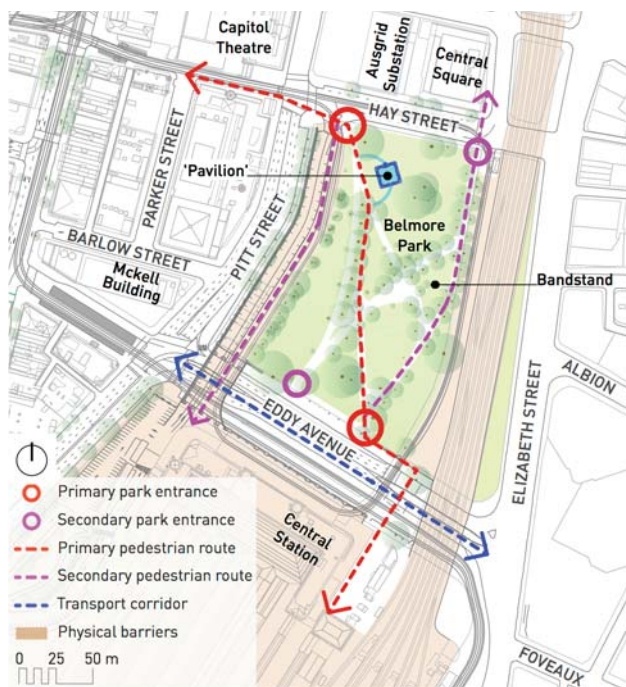 Capitol
Theatre
Ausgrid
Substation
Central
Square
HAY STREET
PARKER STREET
'Pavilion'
Belmore
Park
BARLOW STREET
Mckell
Building
PITT STREET
Bandstand
ALBION
ELIZABETH STREET
EDDY AVENUE
Central
Station
Primary park entrance
Secondary park entrance
Primary pedestrian route
Secondary pedestrian route
Transport corridor
Physical barriers
0 25 50 m
FOVEAUX